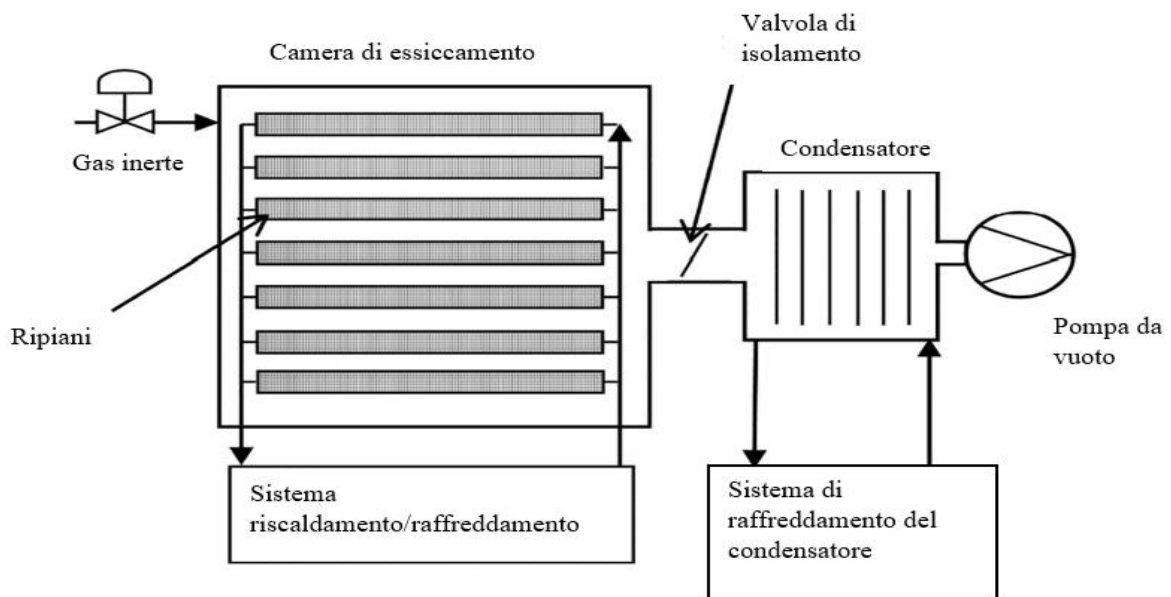 Valvola di
isolamento
Camera di essiccamento
Gas inerte
Condensatore
Ripiani
Pompa da
vuoto
Sistema
riscaldamento/raffreddamento
Sistema di
raffreddamento del
condensatore